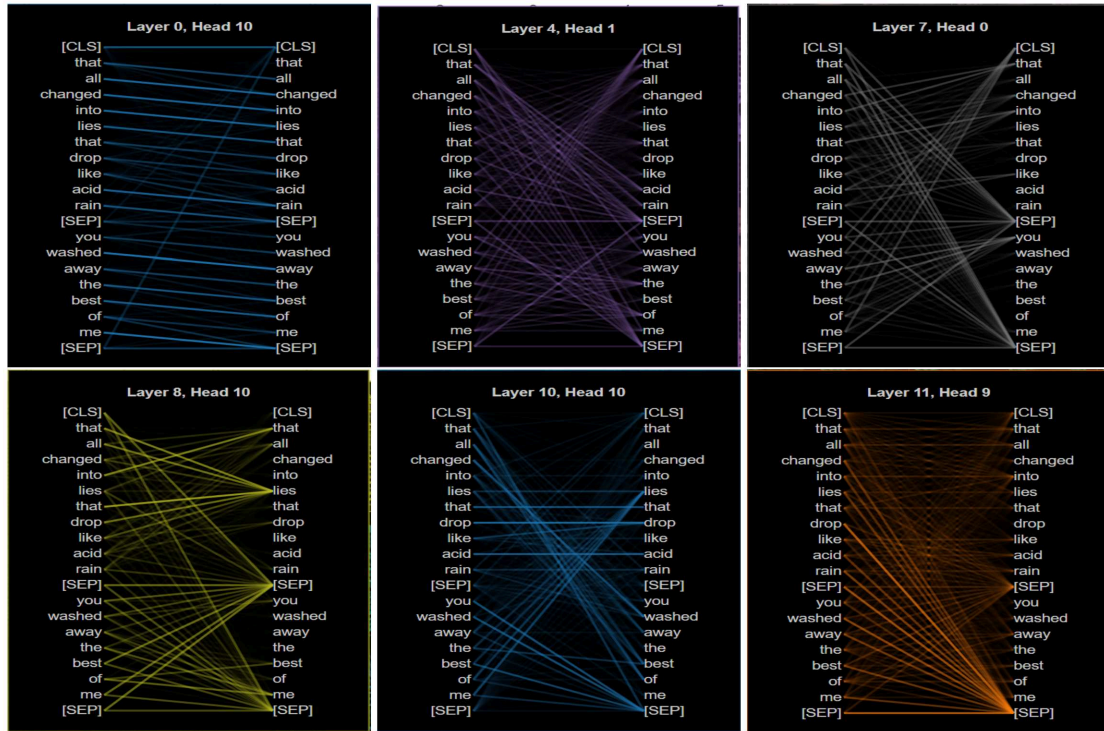 Layer 0, Head 10
[CLS] [CLS]
that that
all all
changed changed
into into
lies lies
that that
drop drop
like like
acid acid
rain rain
[SEP] [SEP]
you you
washed washed
away away
the the
best best
of of
me me
[SEP] [SEP]
Layer 4, Head 1
[CLS] [CLS]
that that
all all
changed changed
into into
lies lies
that that
drop drop
like like
acid acid
rain rain
[SEP] [SEP]
you you
washed washed
away away
the the
best best
of of
me me
[SEP] [SEP]
Layer 7, Head 0
[CLS] [CLS]
that that
all all
changed changed
into into
lies lies
that that
drop drop
like like
acid acid
rain rain
[SEP] [SEP]
you you
washed washed
away away
the the
best best
of of
me me
[SEP] [SEP]
Layer 8, Head 10
[CLS] [CLS]
that that
all all
changed changed
into into
lies lies
that that
drop drop
like like
acid acid
rain rain
[SEP] [SEP]
you you
washed washed
away away
the the
best best
of of
me me
[SEP] [SEP]
Layer 10, Head 10
[CLS] [CLS]
that that
all all
changed changed
into into
lies lies
that that
drop drop
like like
acid acid
rain rain
[SEP] [SEP]
you you
washed washed
away away
the the
best best
of of
me me
[SEP] [SEP]
Layer 11, Head 9
[CLS] [CLS]
that that
all all
changed changed
into into
lies lies
that that
drop drop
like like
acid acid
rain rain
[SEP] [SEP]
you you
washed washed
away away
the the
best best
of of
me me
[SEP] [SEP]